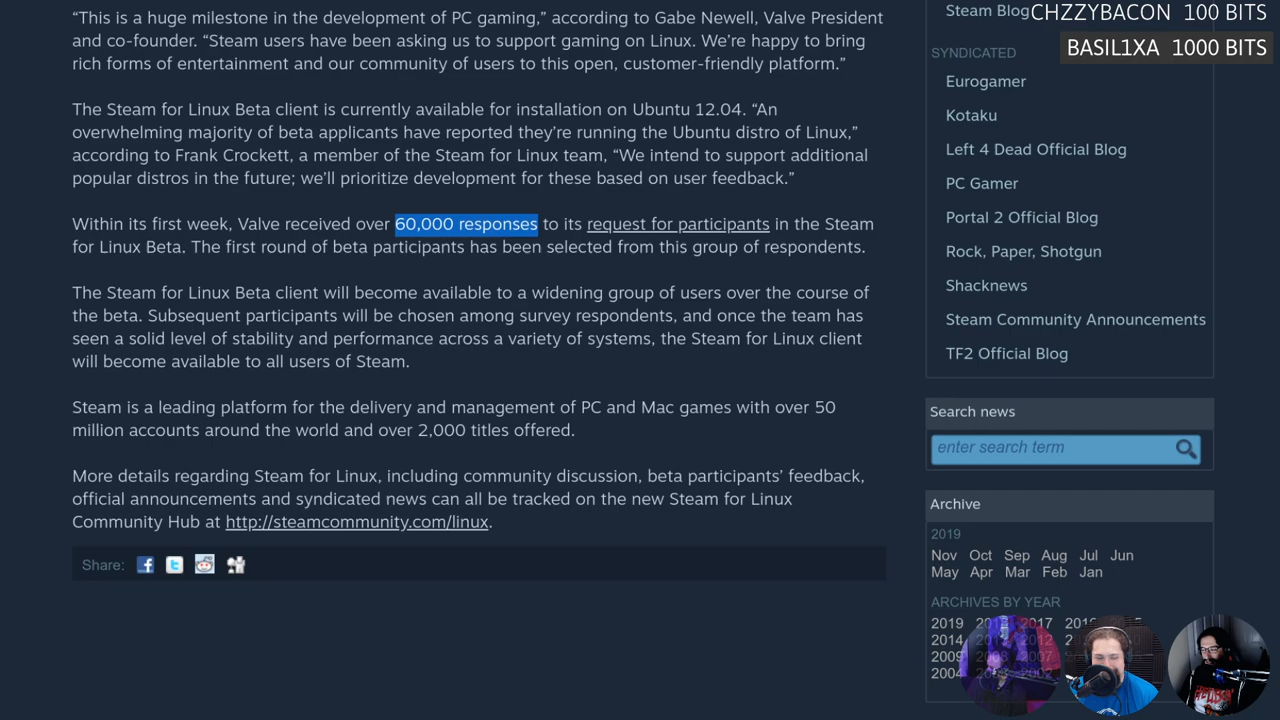 “This is a huge milestone in the development of PC gaming,” according to Gabe Newell, Valve President
and co-founder. “Steam users have been asking us to support gaming on Linux. We’re happy to bring
rich forms of entertainment and our community of users to this open, customer-friendly platform.”
The Steam for Linux Beta client is currently available for installation on Ubuntu 12.04. “An
overwhelming majority of beta applicants have reported they’re running the Ubuntu distro of Linux,”
according to Frank Crockett, a member of the Steam for Linux team, “We intend to support additional
popular distros in the future; we’ll prioritize development for these based on user feedback.”
Within its first week, Valve received over 60,000 responses to its request for participants in the Steam
for Linux Beta. The first round of beta participants has been selected from this group of respondents.
The Steam for Linux Beta client will become available to a widening group of users over the course of
the beta. Subsequent participants will be chosen among survey respondents, and once the team has
seen a solid level of stability and performance across a variety of systems, the Steam for Linux client
will become available to all users of Steam.
Steam is a leading platform for the delivery and management of PC and Mac games with over 50
million accounts around the world and over 2,000 titles offered.
More details regarding Steam for Linux, including community discussion, beta participants’ feedback,
official announcements and syndicated news can all be tracked on the new Steam for Linux
Community Hub at http://steamcommunity.com/linux.
Share:
Steam Blog
CHZZYBACON 100 BITS
BASIL1XA 1000 BITS
SYNDICATED
Eurogamer
Kotaku
Left 4 Dead Official Blog
PC Gamer
Portal 2 Official Blog
Rock, Paper, Shotgun
Shacknews
Steam Community Announcements
TF2 Official Blog
Search news
enter search term
Archive
2019
Nov Oct Sep Aug Jul Jun
May Apr Mar Feb Jan
ARCHIVES BY YEAR
2019 2017
2014 2012
2009 2008 2007
2004 2002